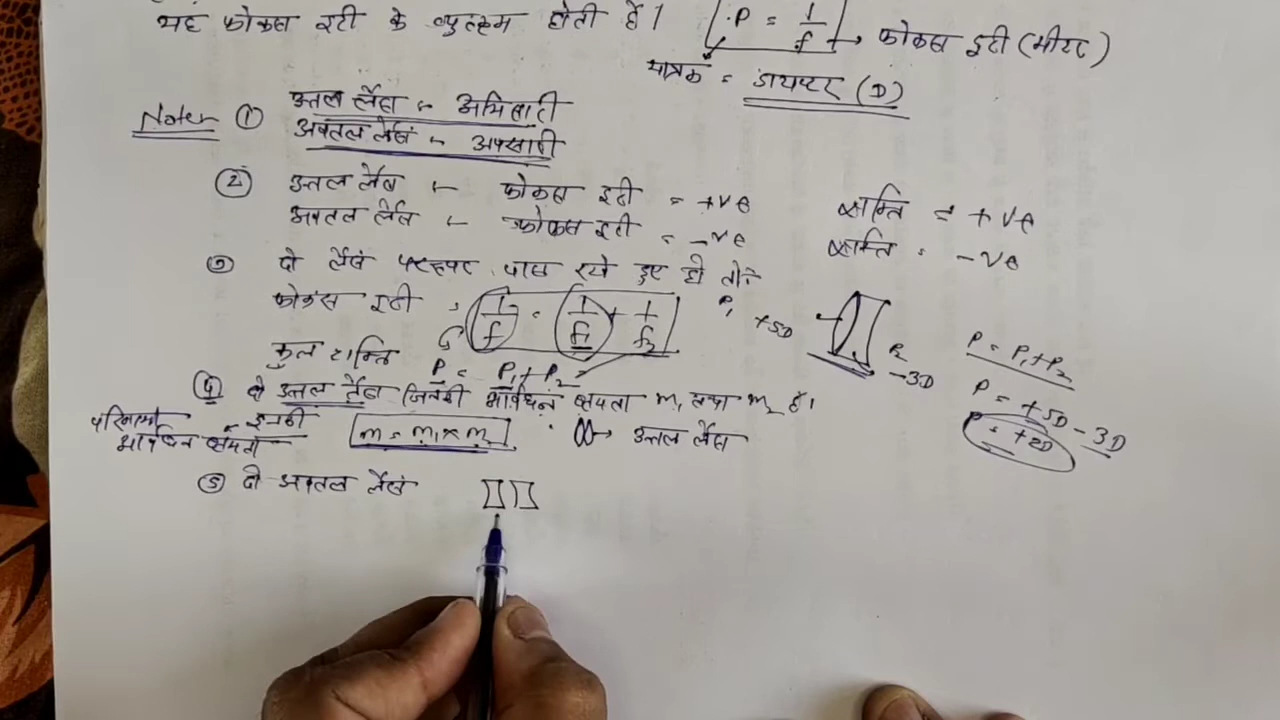 यह फोकस दूरी के व्युत्क्रम होती है। P = 1/f → फोकस दूरी (मीटर)
मात्रक = डायप्टर (D)
Note:- ① उत्तल लेंस :- अभिसारी
अवतल लेंस :- अपसारी
② उत्तल लेंस :- फोकस दूरी = +ve शक्ति = +ve
अवतल लेंस :- फोकस दूरी = -ve शक्ति = -ve
③ दो लेंस परस्पर पास रखे हुए हो तो:-
फोकस दूरी 1/f = 1/f1 + 1/f2 P1 +5D P2 -3D
कुल शक्ति P = P1+P2
P = P1+P2
P = +5D - 3D
P = +2D
④ दो उत्तल लेंस जिनकी आवर्धन क्षमता m1 तथा m2 है।
इनकी परिणामी आवर्धन क्षमता m = m1 × m2 → उत्तल लेंस
⑤ दो अवतल लेंस